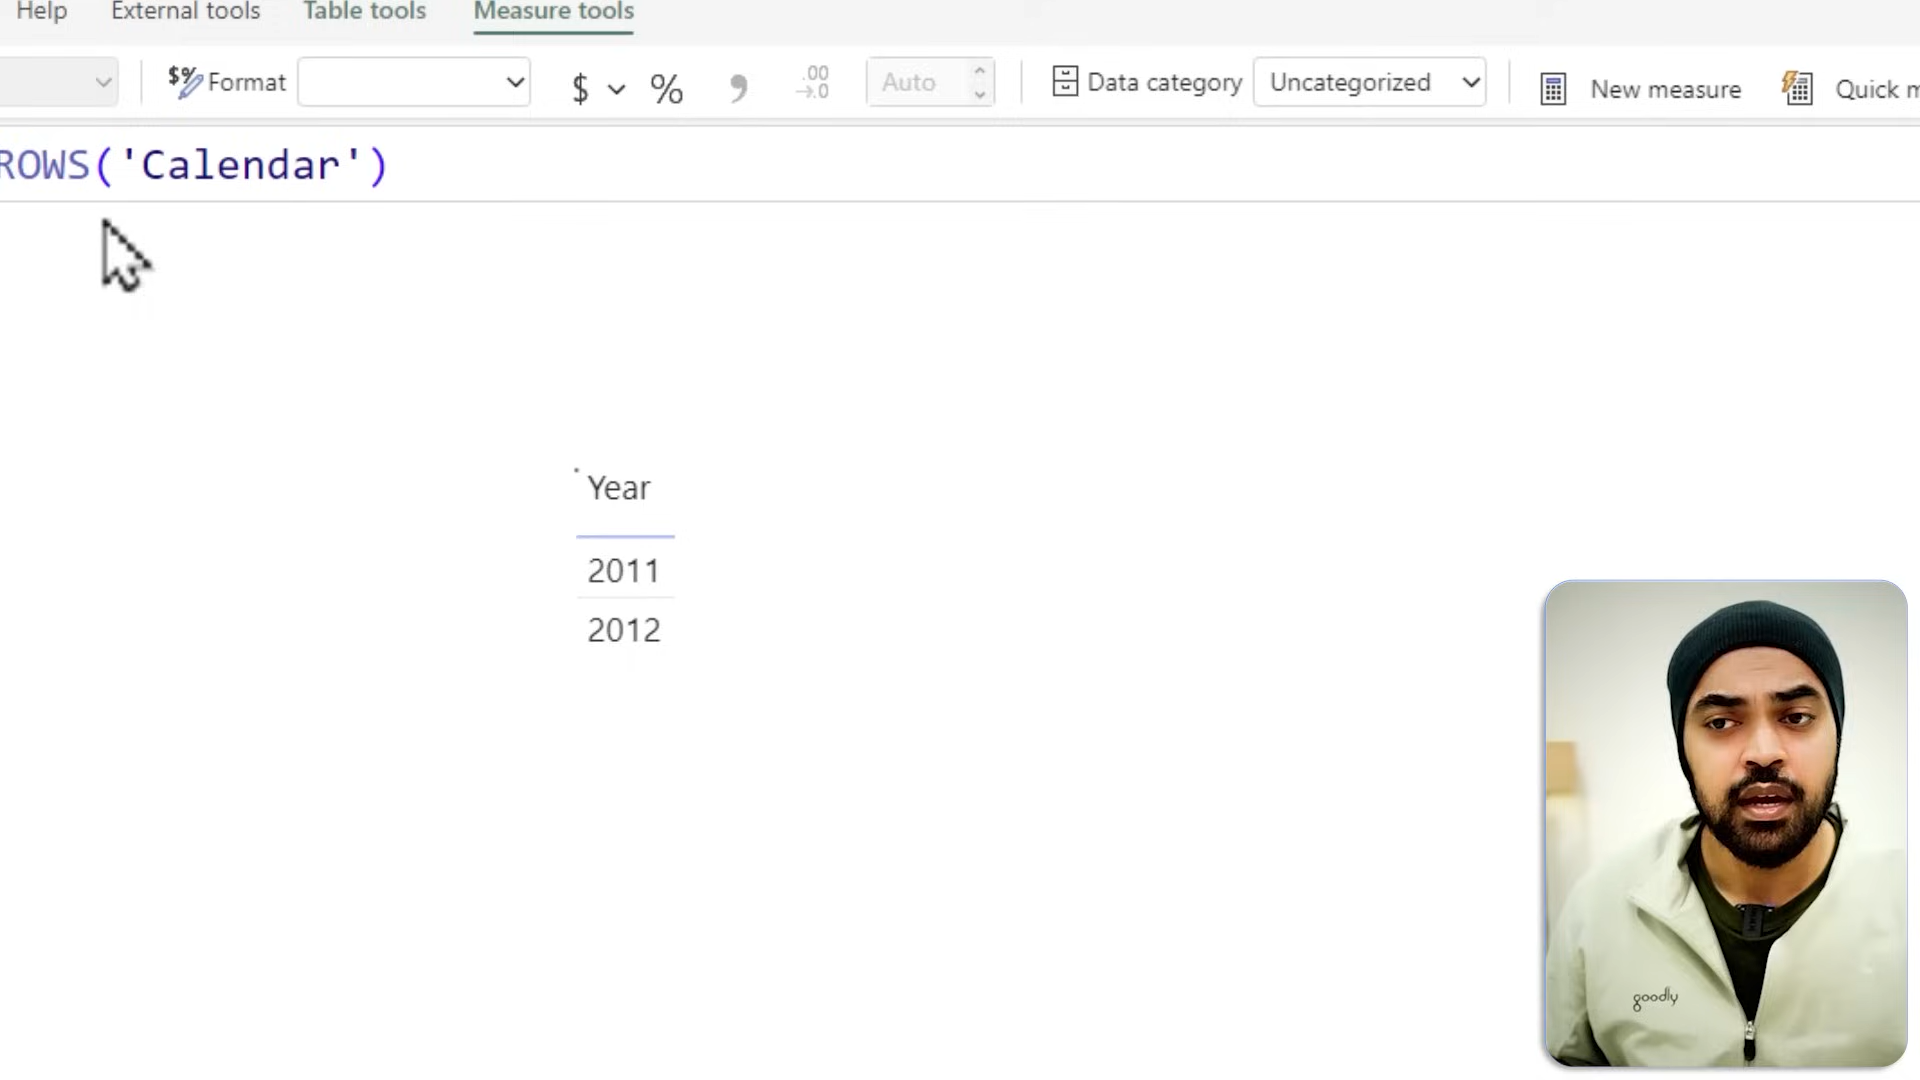 Help External tools Table tools Measure tools
$% Format $ % , .00 →.0 Auto Data category Uncategorized New measure Quick m
ROWS('Calendar')
Year
2011
2012
goodly